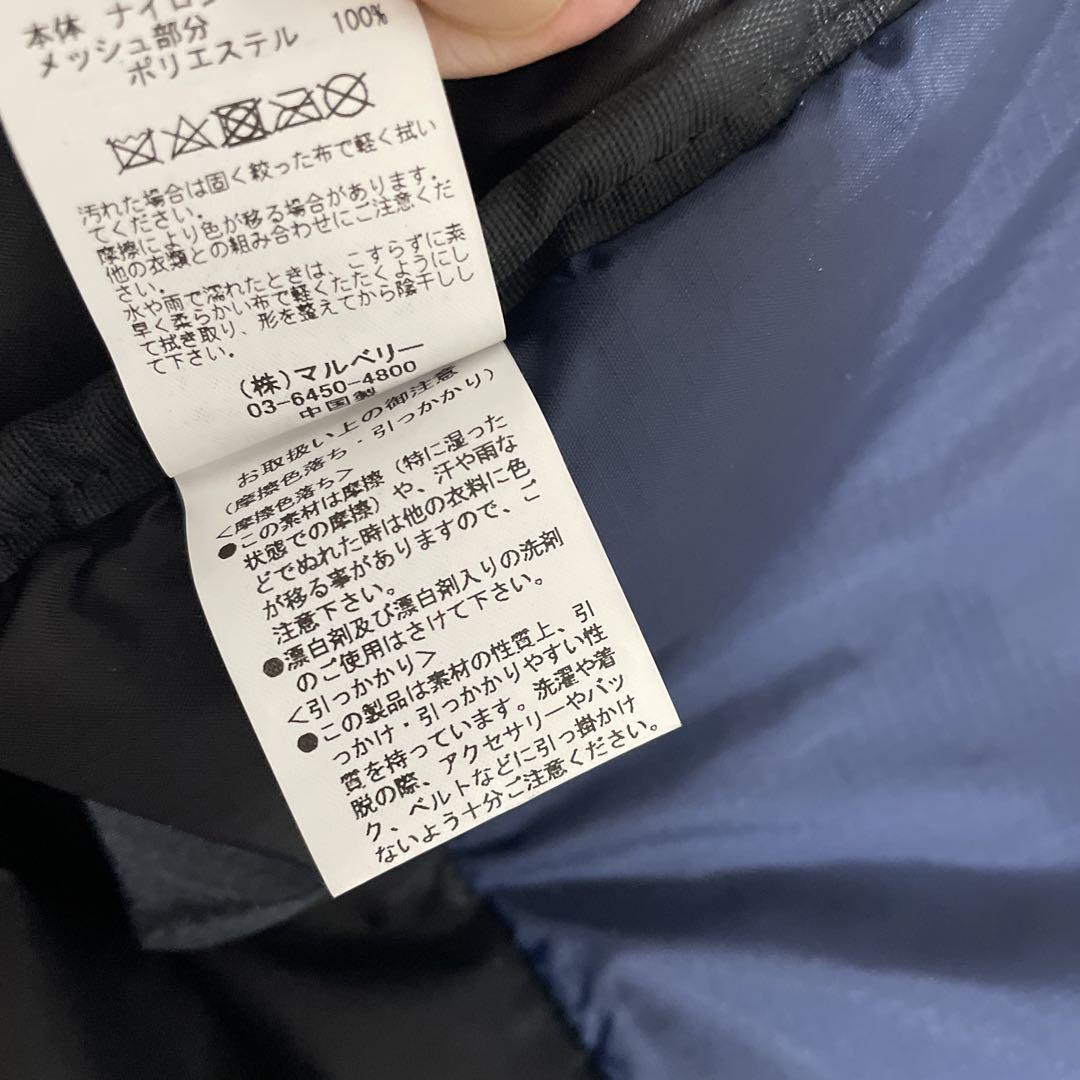 本体 ナイロン
メッシュ部分
ポリエステル 100%
汚れた場合は固く絞った布で軽く拭い
てください。
摩擦により色が移る場合があります。
他の衣類との組み合わせにご注意くだ
さい。
水や雨で濡れたときは、こすらずに素
早く柔らかい布で軽くたたくようにし
て拭き取り、形を整えてから陰干しし
て下さい。
(株)マルベリー
03-6450-4800
中国製
お取扱い上の御注意
(摩擦色落ち・引っかかり)
<摩擦色落ち>
●この素材は摩擦（特に湿った
状態での摩擦）や、汗や雨な
どでぬれた時は他の衣料に色
が移る事がありますので、ご
注意下さい。
●漂白剤及び漂白剤入りの洗剤
のご使用はさけて下さい。
<引っかかり>
●この製品は素材の性質上、引
っかけ・引っかかりやすい性
質を持っています。洗濯や着
脱の際、アクセサリーやバッ
ク、ベルトなどに引っ掛かけ
ないよう十分ご注意ください。